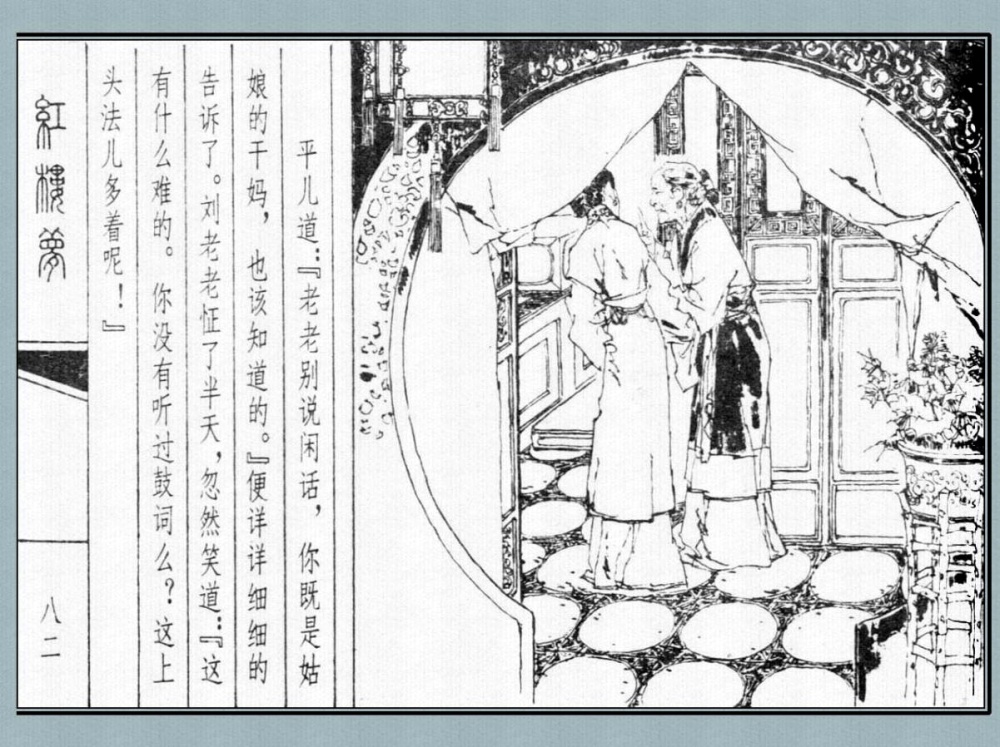 平儿道：『老老别说闲话，你既是姑
娘的干妈，也该知道的。』便详详细细的
告诉了。刘老老怔了半天，忽然笑道：『这
有什么难的。你没有听过鼓词么？这上
头法儿多着呢！』
紅樓夢
八二